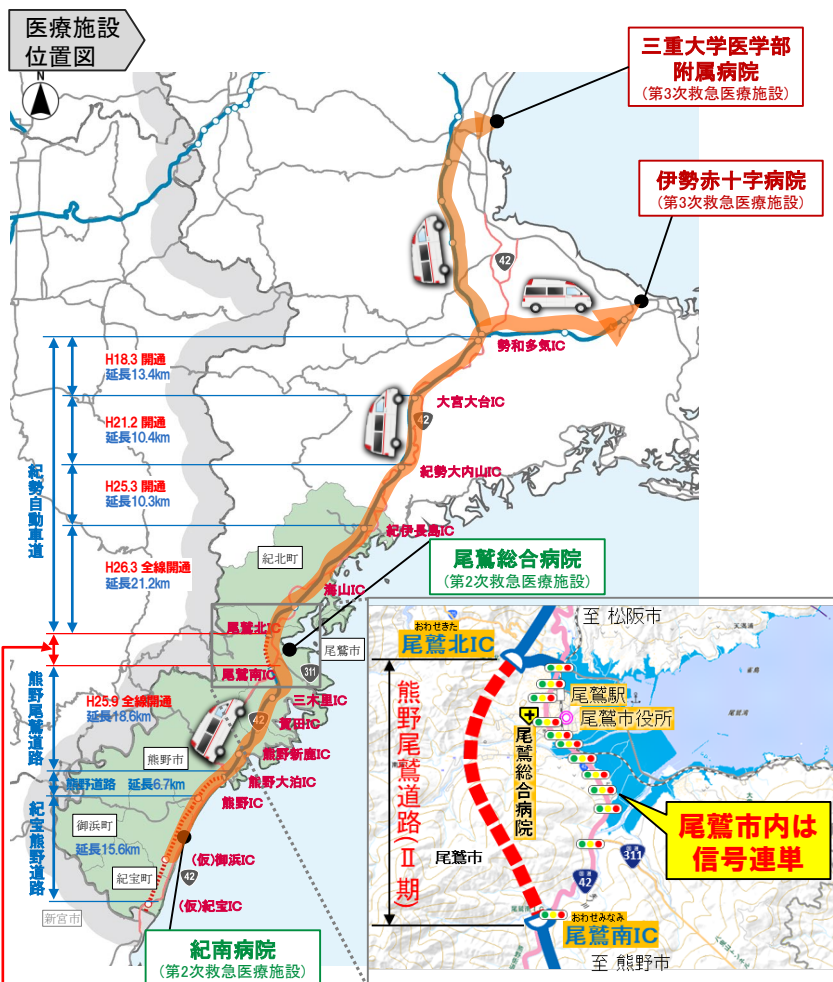 医療施設
位置図
N
三重大学医学部
附属病院
(第3次救急医療施設)
伊勢赤十字病院
(第3次救急医療施設)
42
勢和多気IC
H18.3 開通
延長13.4km
大宮大台IC
42
H21.2 開通
延長10.4km
紀勢大内山IC
紀勢自動車道
H25.3 開通
延長10.3km
紀伊長島IC
H26.3 全線開通
延長21.2km
紀北町
海山IC
尾鷲総合病院
(第2次救急医療施設)
尾鷲北IC
尾鷲市
尾鷲南IC
311
熊野尾鷲道路
H25.9 全線開通
延長18.6km
三木里IC
賀田IC
42
熊野市
熊野新鹿IC
熊野大泊IC
熊野道路 延長6.7km
熊野IC
紀宝熊野道路
御浜町
延長15.6km
(仮)御浜IC
紀宝町
42
(仮)紀宝IC
新宮市
紀南病院
(第2次救急医療施設)
至 松阪市
おわせきた
尾鷲北IC
尾鷲駅
尾鷲市役所
尾鷲総合病院
熊野尾鷲道路(Ⅱ期)
尾鷲市
尾鷲市内は
信号連単
311
42
おわせみなみ
尾鷲南IC
至 熊野市